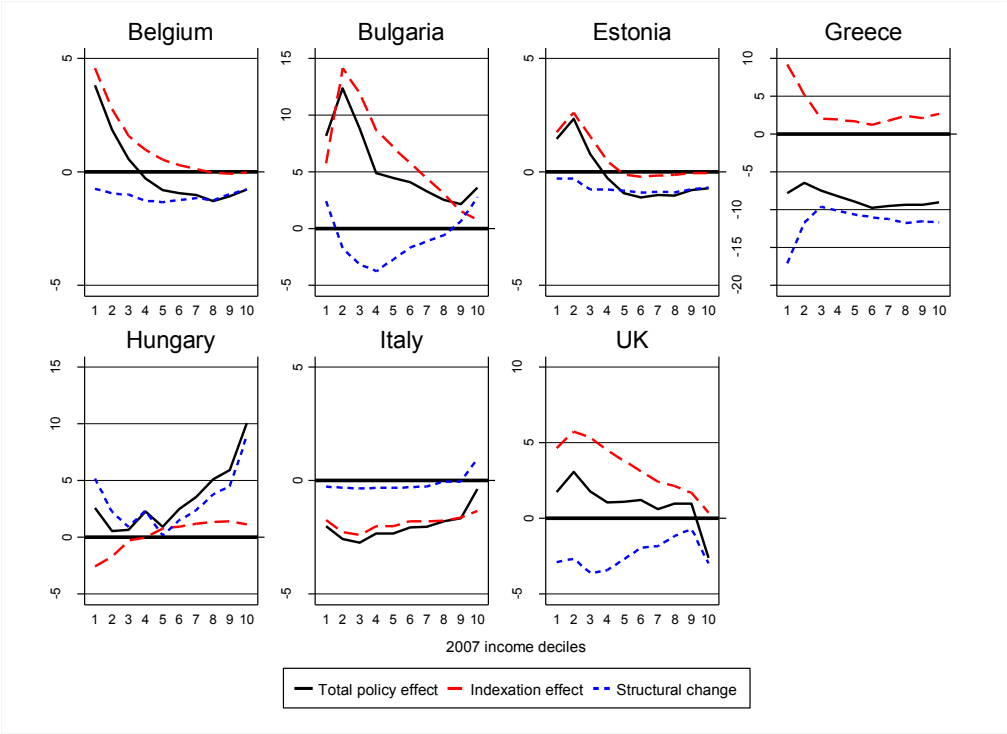 Belgium Bulgaria Estonia Greece
5
0
-5
1 2 3 4 5 6 7 8 9 10
15
10
5
0
-5
1 2 3 4 5 6 7 8 9 10
5
0
-5
1 2 3 4 5 6 7 8 9 10
10
5
0
-5
-10
-15
-20
1 2 3 4 5 6 7 8 9 10
Hungary Italy UK
15
10
5
0
-5
1 2 3 4 5 6 7 8 9 10
5
0
-5
1 2 3 4 5 6 7 8 9 10
10
5
0
-5
1 2 3 4 5 6 7 8 9 10
2007 income deciles
Total policy effect Indexation effect Structural change